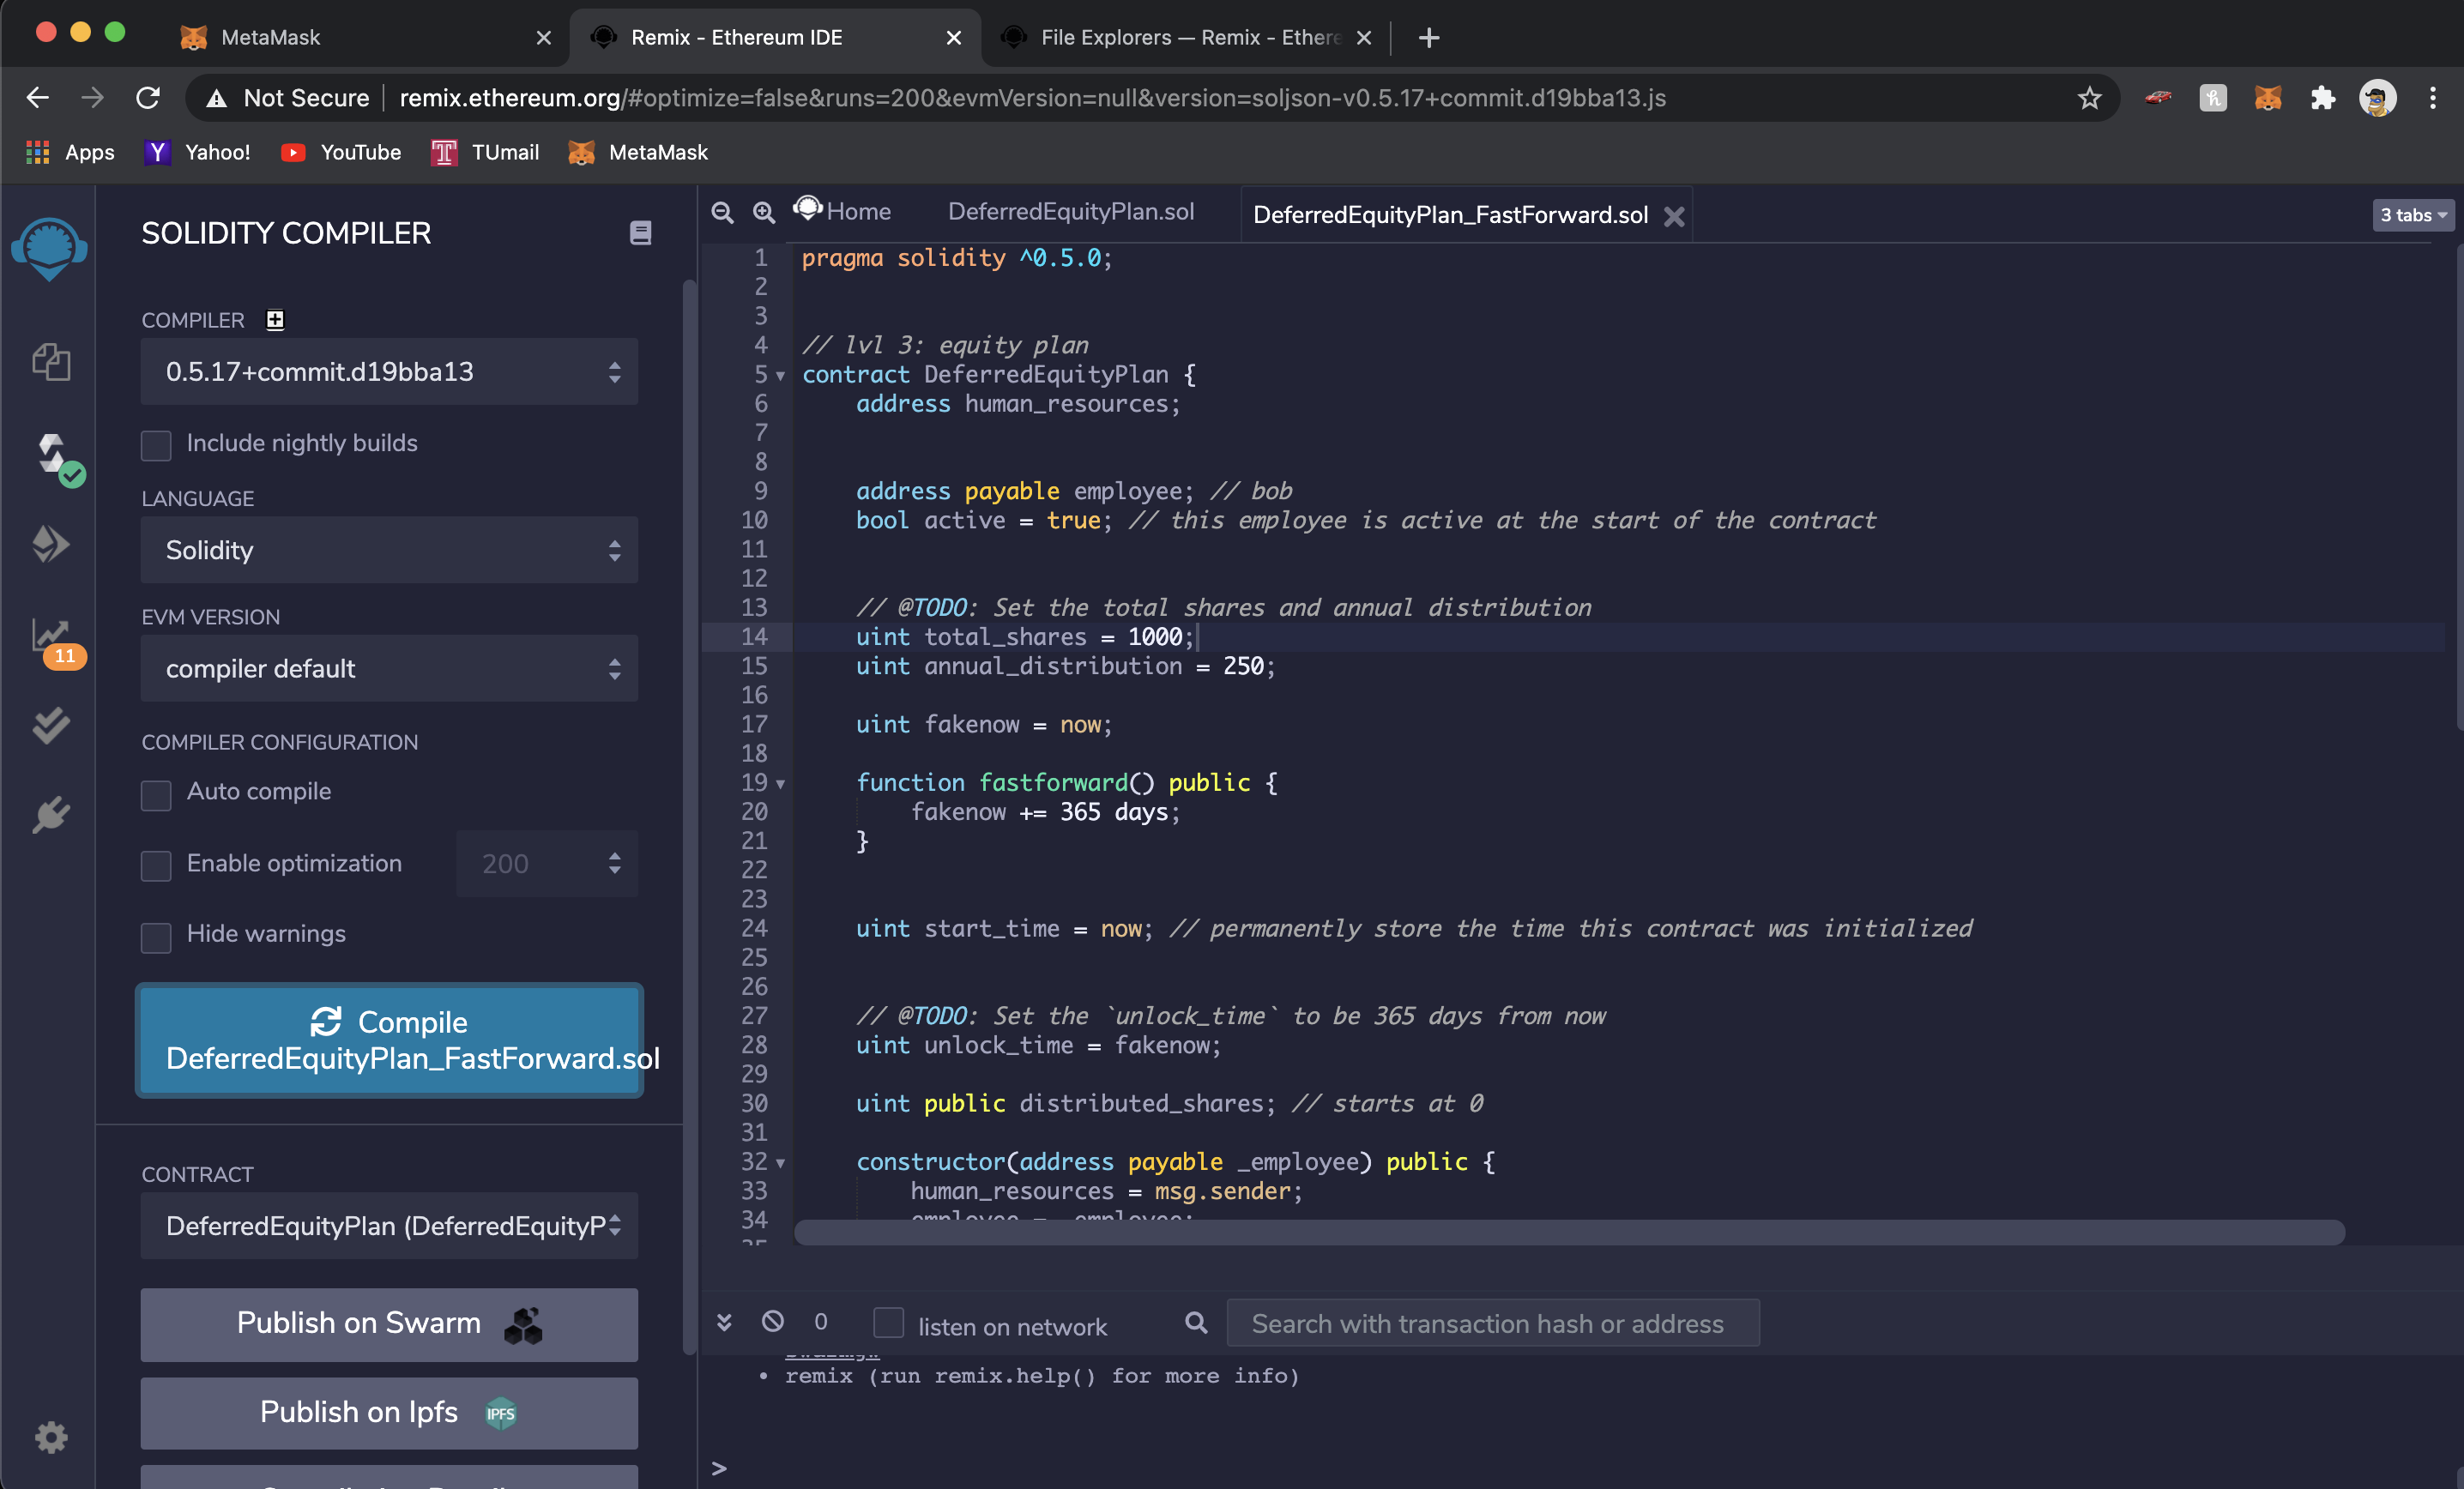 MetaMask
Remix - Ethereum IDE
File Explorers — Remix - Ethere
Not Secure
remix.ethereum.org/#optimize=false&runs=200&evmVersion=null&version=soljson-v0.5.17+commit.d19bba13.js
Apps
Yahoo!
YouTube
TUmail
MetaMask
SOLIDITY COMPILER
COMPILER
0.5.17+commit.d19bba13
Include nightly builds
LANGUAGE
Solidity
EVM VERSION
compiler default
11
COMPILER CONFIGURATION
Auto compile
Enable optimization
200
Hide warnings
Compile
DeferredEquityPlan_FastForward.sol
CONTRACT
DeferredEquityPlan (DeferredEquityP
Publish on Swarm
Publish on Ipfs
IPFS
Home
DeferredEquityPlan.sol
DeferredEquityPlan_FastForward.sol
3 tabs
1 pragma solidity ^0.5.0;
2
3
4 // lvl 3: equity plan
5 contract DeferredEquityPlan {
6 address human_resources;
7
8
9 address payable employee; // bob
10 bool active = true; // this employee is active at the start of the contract
11
12
13 // @TODO: Set the total shares and annual distribution
14 uint total_shares = 1000;
15 uint annual_distribution = 250;
16
17 uint fakenow = now;
18
19 function fastforward() public {
20 fakenow += 365 days;
21 }
22
23
24 uint start_time = now; // permanently store the time this contract was initialized
25
26
27 // @TODO: Set the `unlock_time` to be 365 days from now
28 uint unlock_time = fakenow;
29
30 uint public distributed_shares; // starts at 0
31
32 constructor(address payable _employee) public {
33 human_resources = msg.sender;
34 employee = _employee;
0
listen on network
Search with transaction hash or address
• remix (run remix.help() for more info)
>